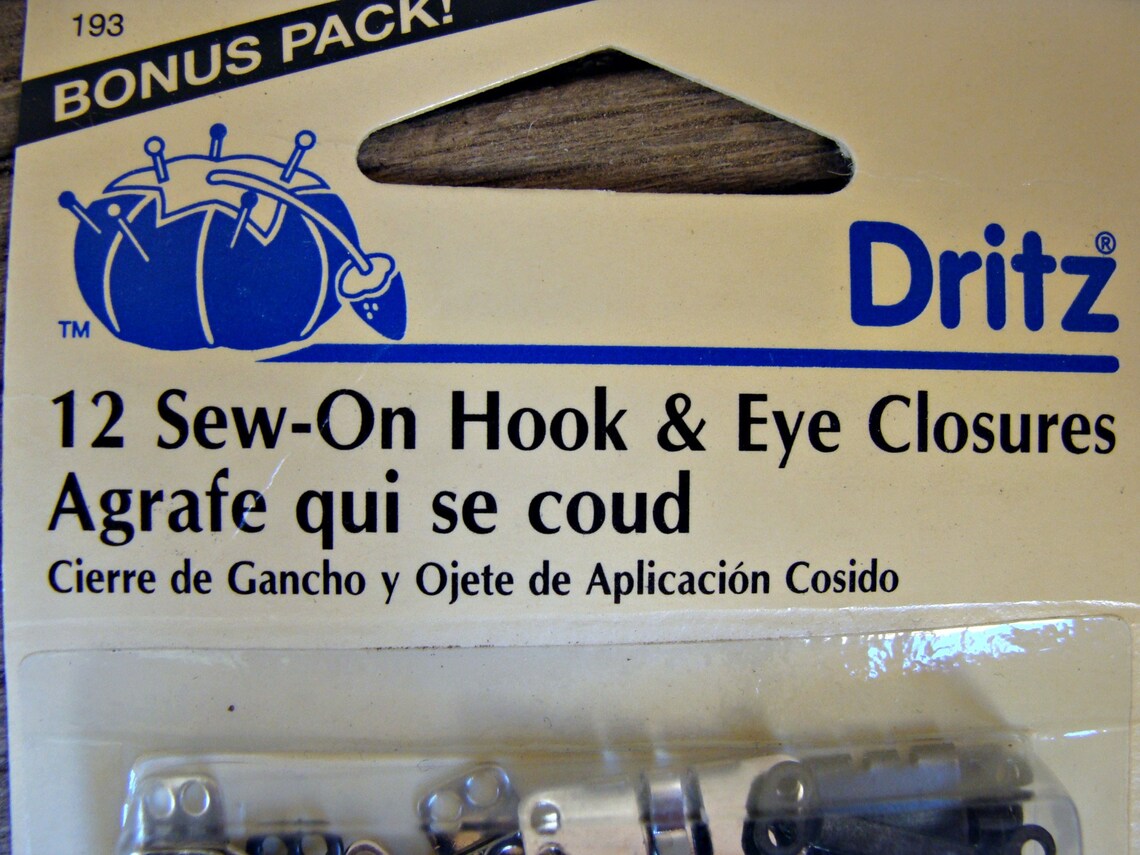 193
BONUS PACK!
TM
Dritz®
12 Sew-On Hook & Eye Closures
Agrafe qui se coud
Cierre de Gancho y Ojete de Aplicación Cosido